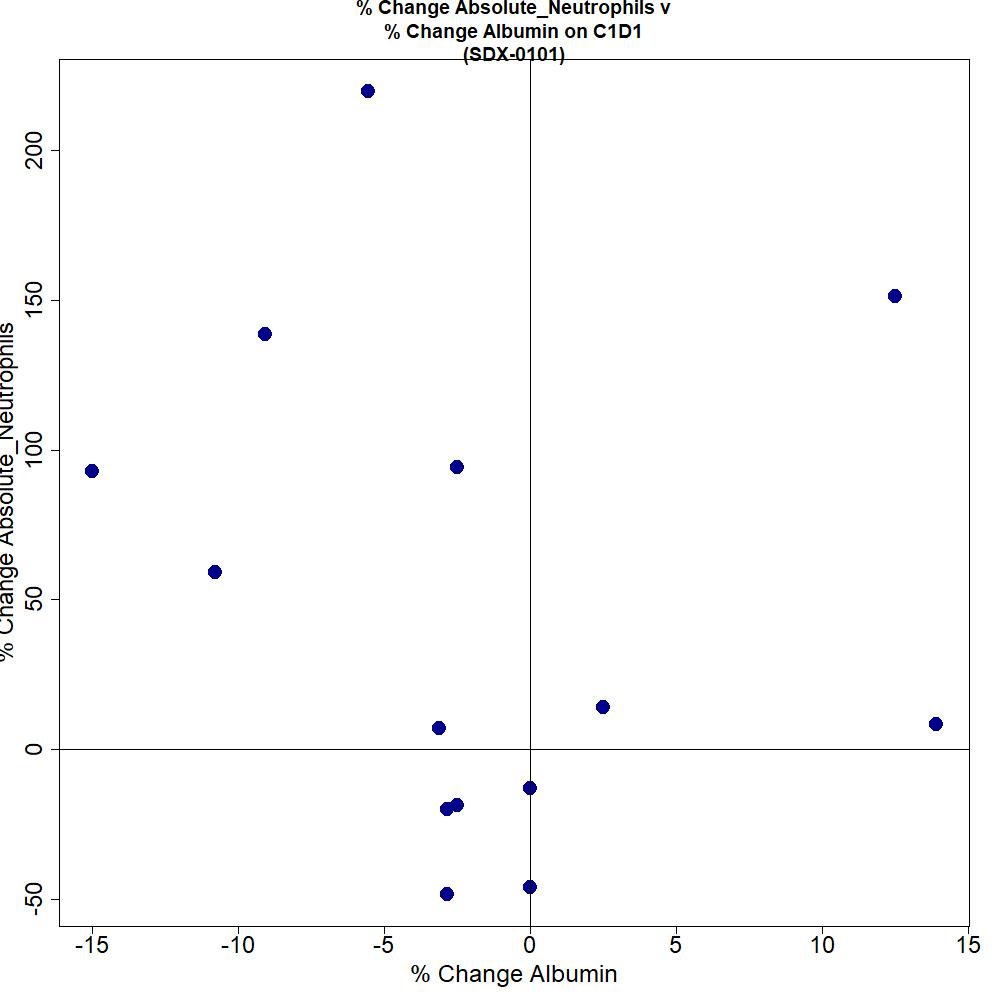 % Change Absolute_Neutrophils v
% Change Albumin on C1D1
(SDX-0101)
% Change Absolute_Neutrophils
200
150
100
50
0
-50
-15
-10
-5
0
5
10
15
% Change Albumin